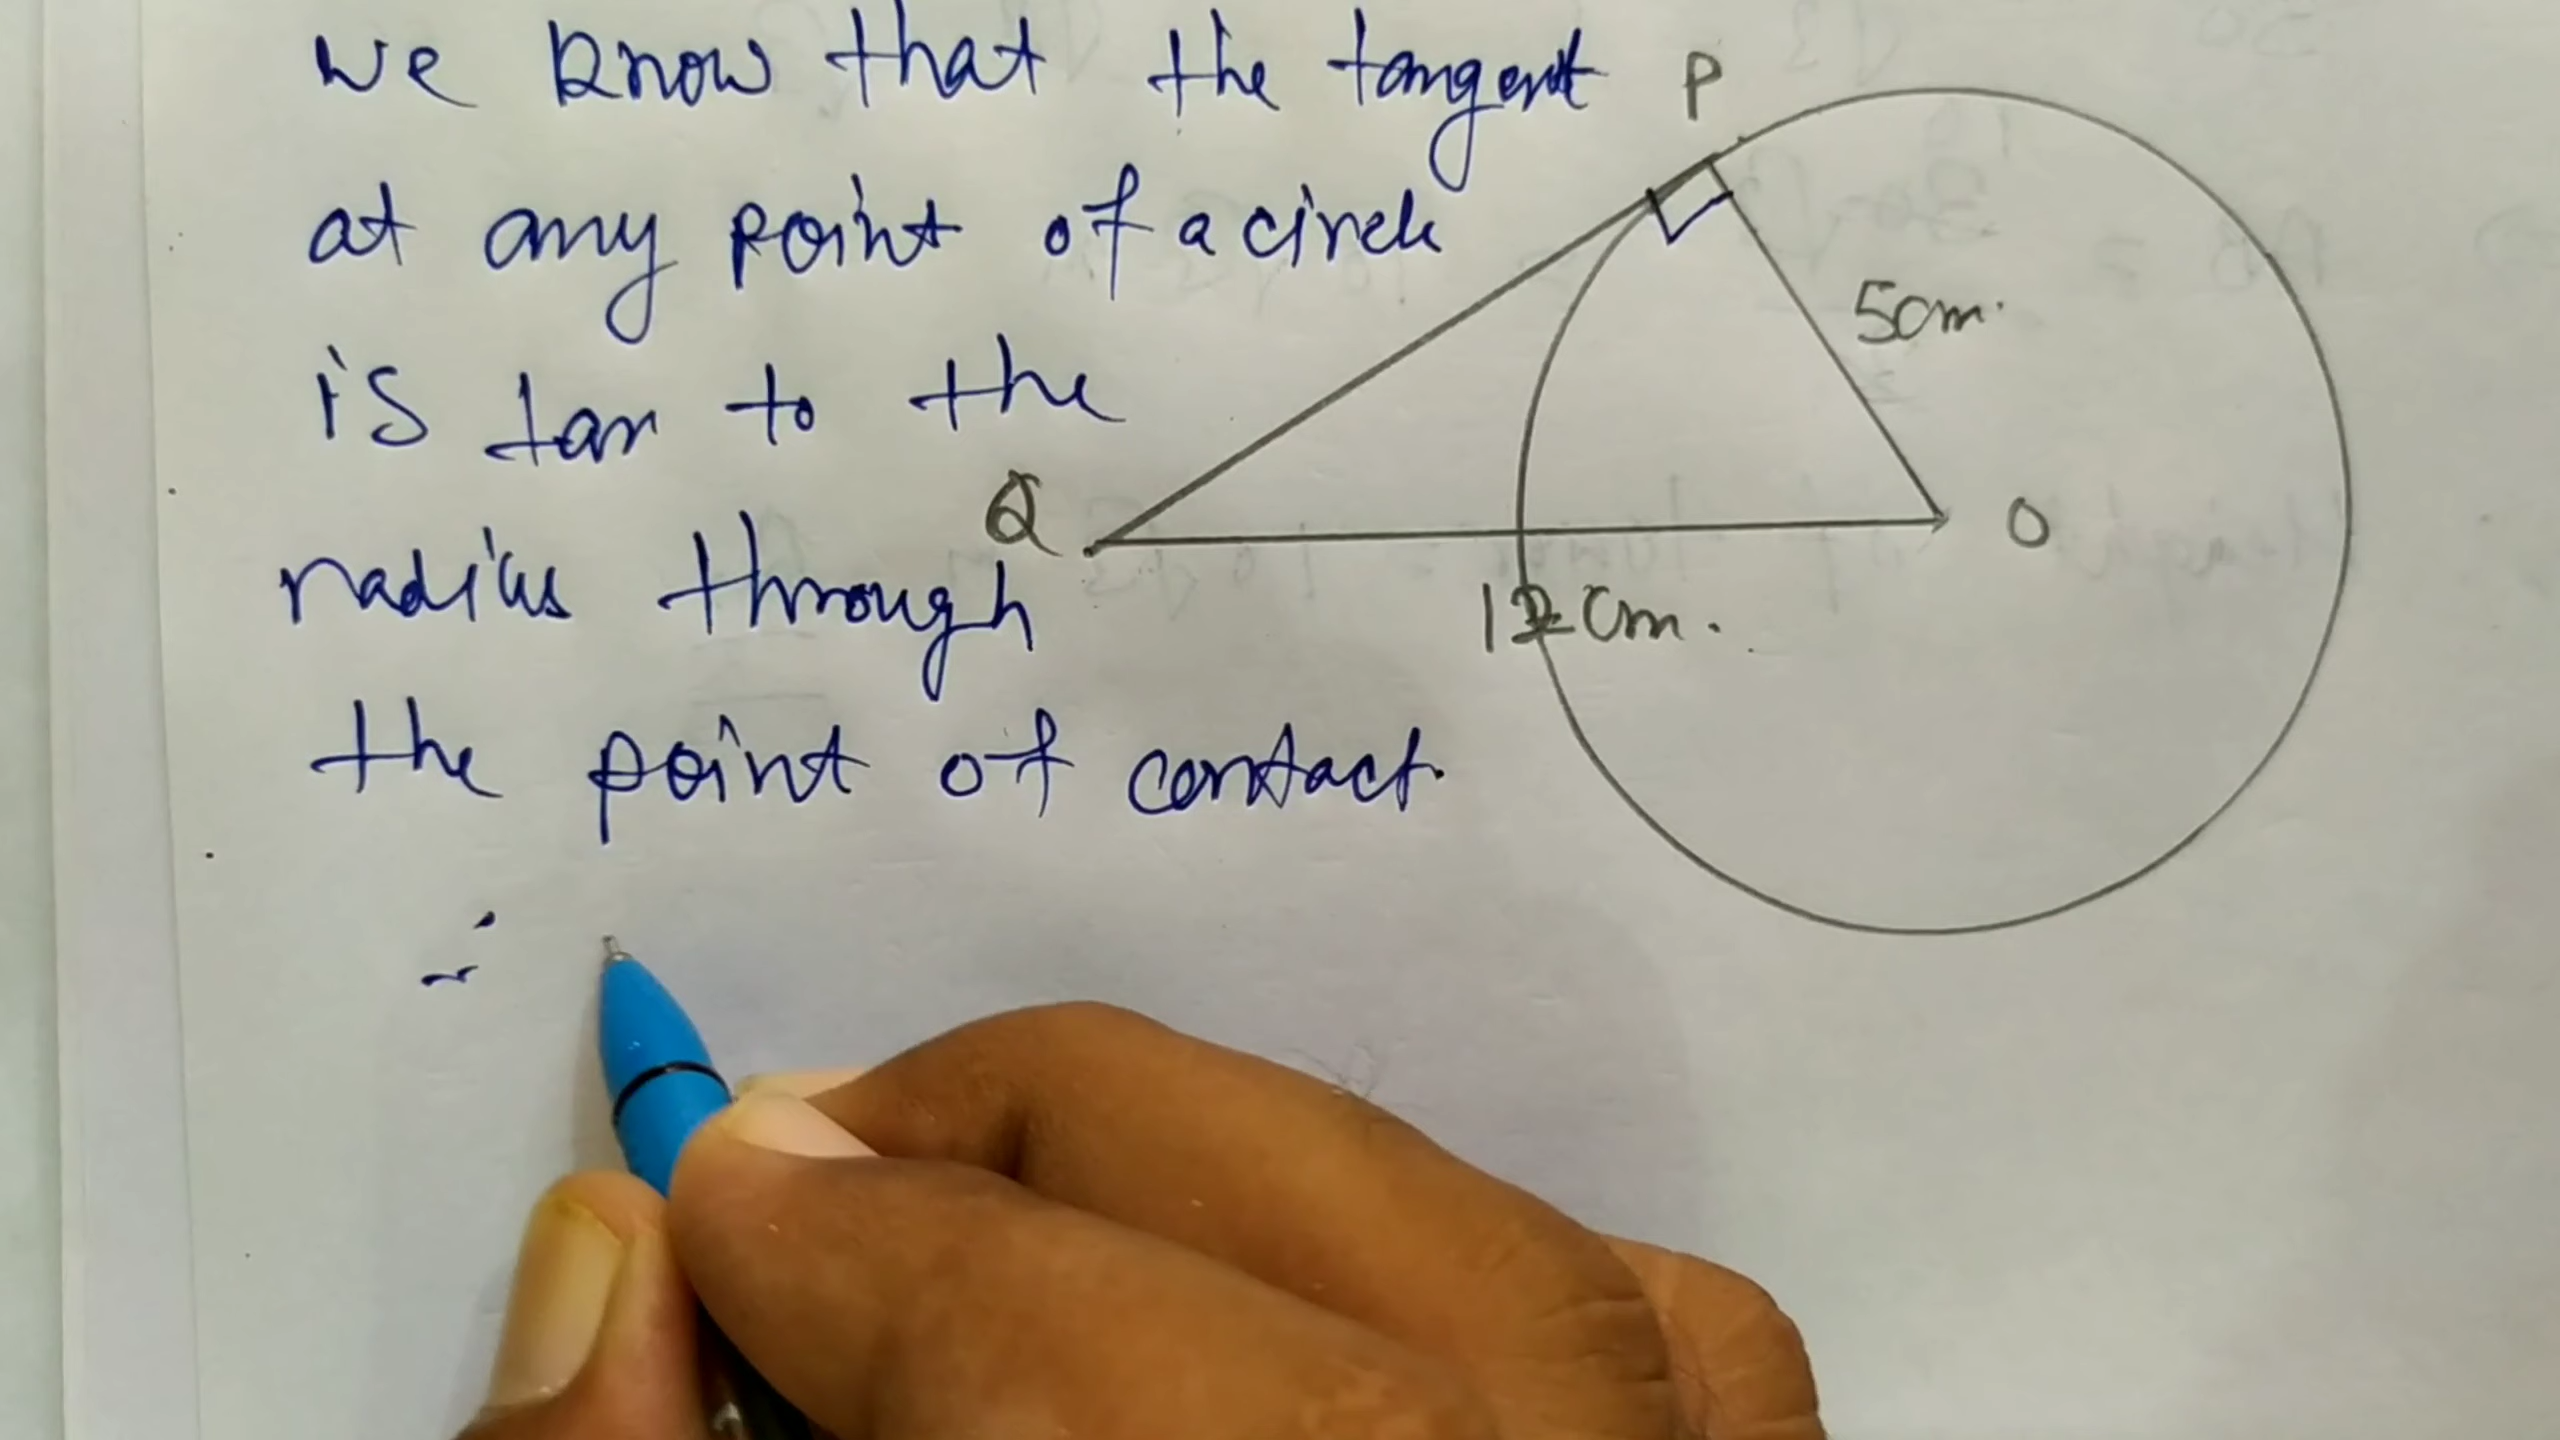 we know that the tangent
at any point of a circle
is ⊥ar to the
radius through
the point of contact.
∴
P
5cm.
Q
O
12cm.